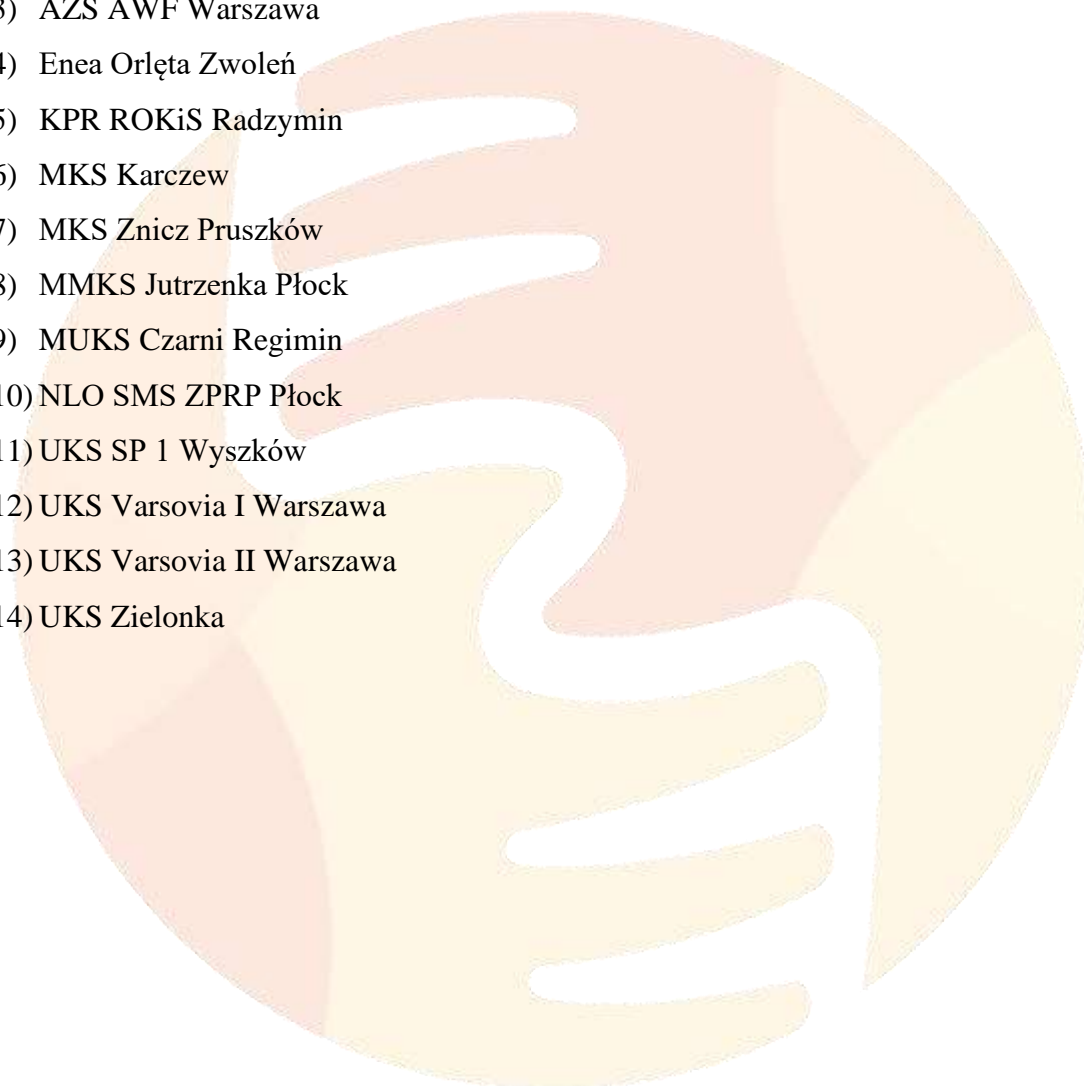 3) AZS AWF Warszawa
4) Enea Orlęta Zwoleń
5) KPR ROKiS Radzymin
6) MKS Karczew
7) MKS Znicz Pruszków
8) MMKS Jutrzenka Płock
9) MUKS Czarni Regimin
10) NLO SMS ZPRP Płock
11) UKS SP 1 Wyszków
12) UKS Varsovia I Warszawa
13) UKS Varsovia II Warszawa
14) UKS Zielonka